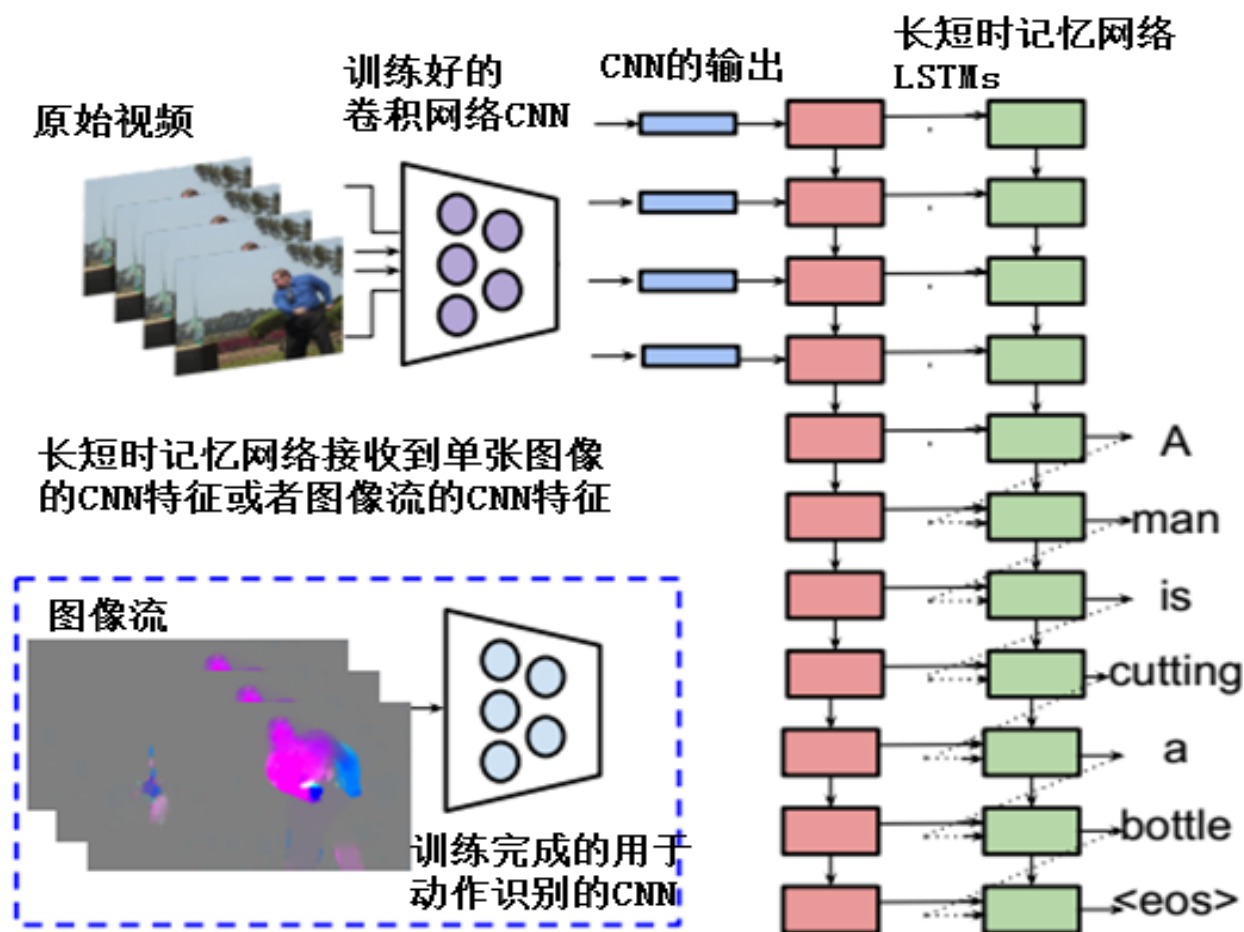 原始视频
训练好的
卷积网络CNN
CNN的输出
长短时记忆网络
LSTMs
长短时记忆网络接收到单张图像
的CNN特征或者图像流的CNN特征
图像流
训练完成的用于
动作识别的CNN
A
man
is
cutting
a
bottle
<eos>